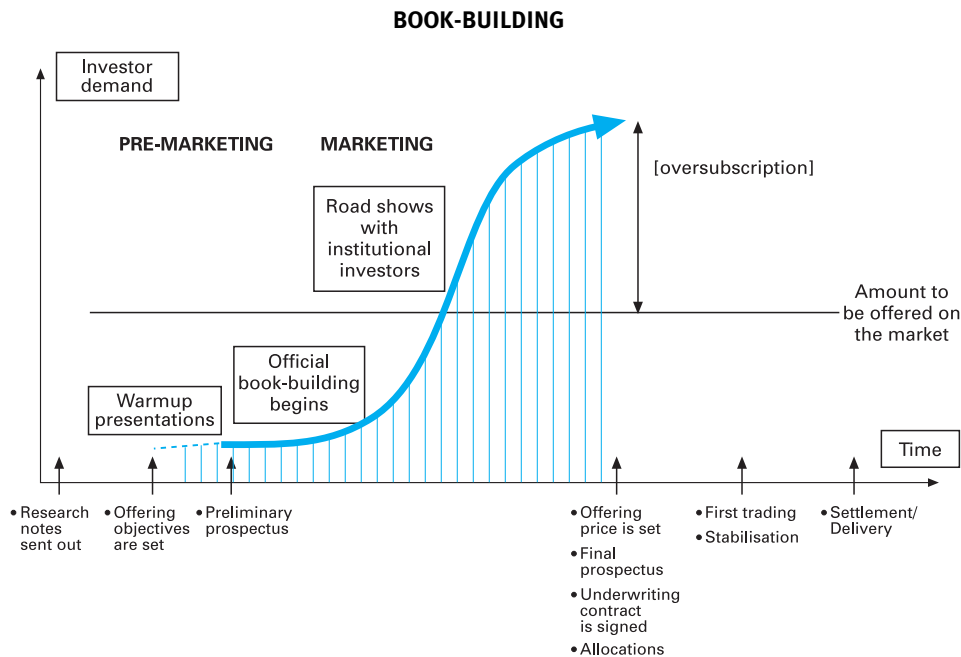 BOOK-BUILDING
Investor
demand
PRE-MARKETING
MARKETING
[oversubscription]
Road shows
with
institutional
investors
Amount to
be offered on
the market
Official
book-building
begins
Warmup
presentations
Time
• Research
notes
sent out
• Offering
objectives
are set
• Preliminary
prospectus
• Offering
price is set
• Final
prospectus
• Underwriting
contract
is signed
• Allocations
• First trading
• Stabilisation
• Settlement/
Delivery